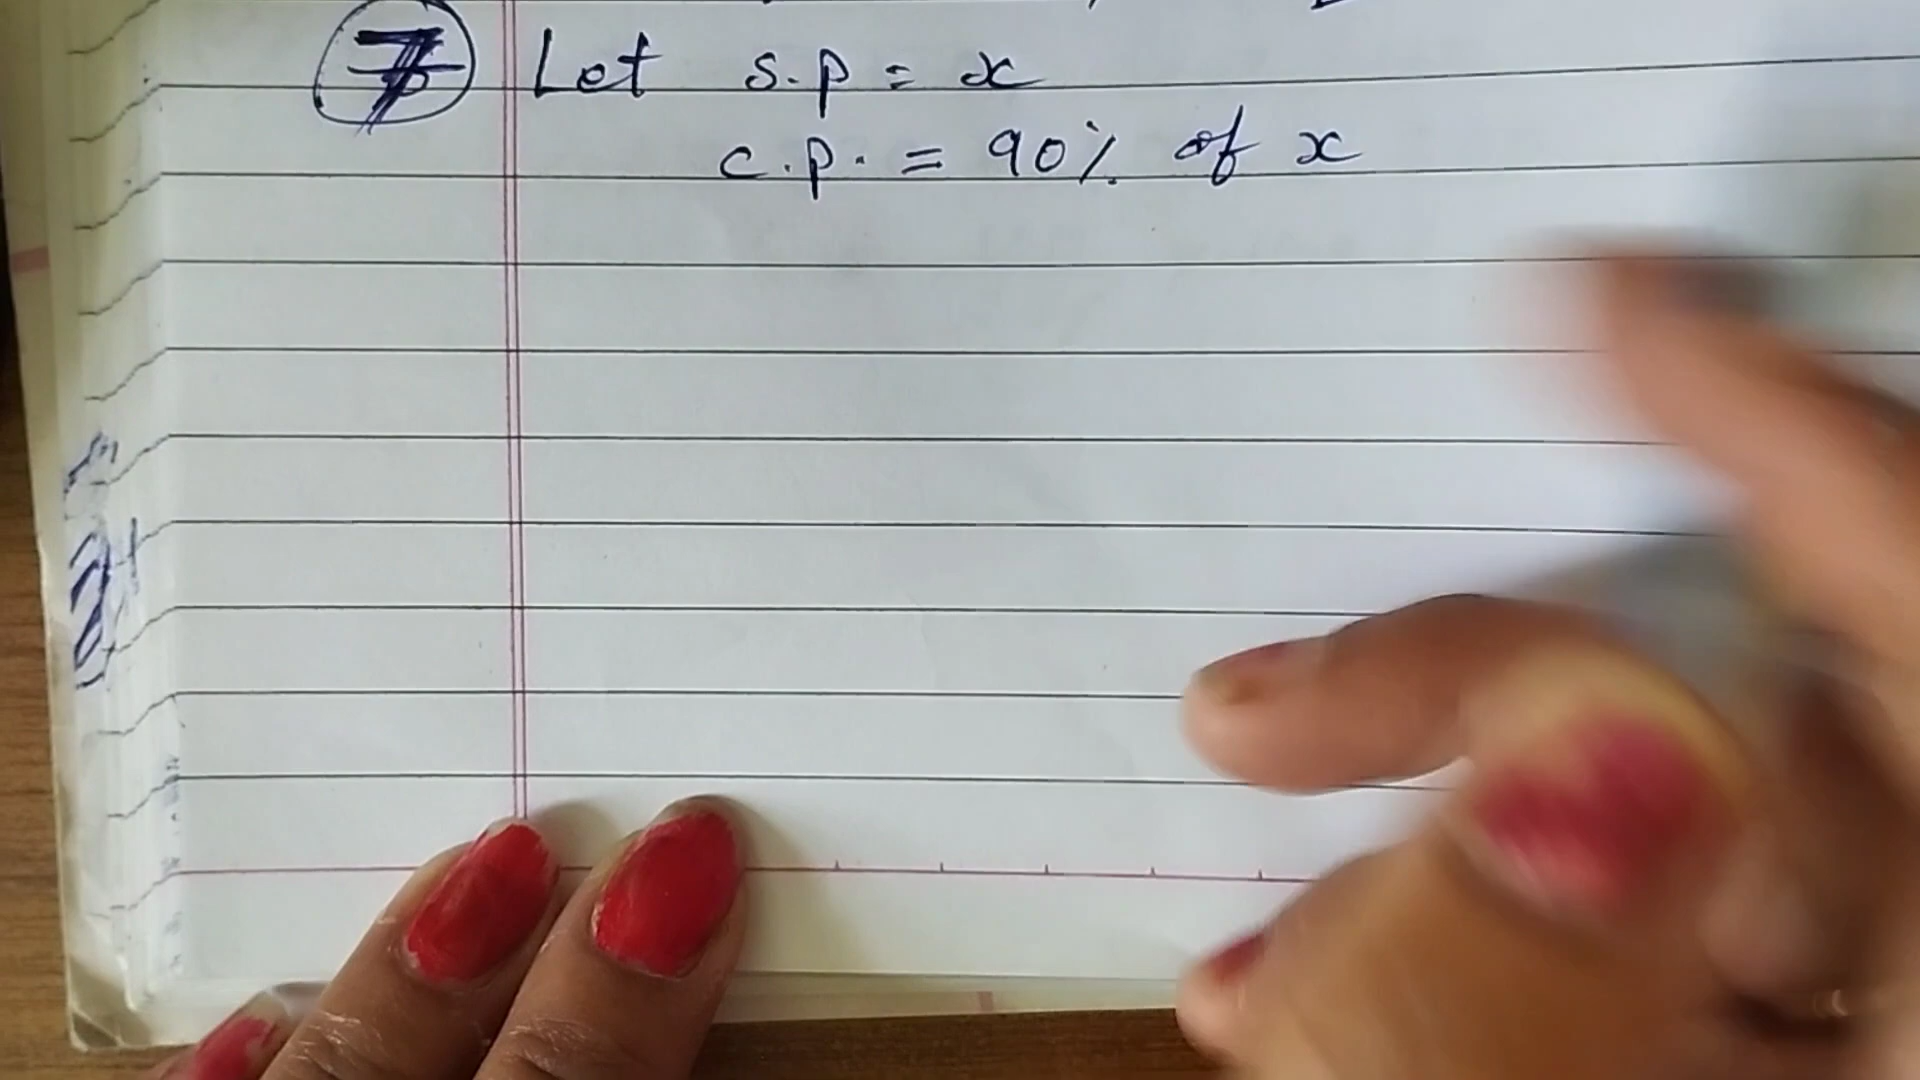 7 Let s.p = x
c.p. = 90% of x